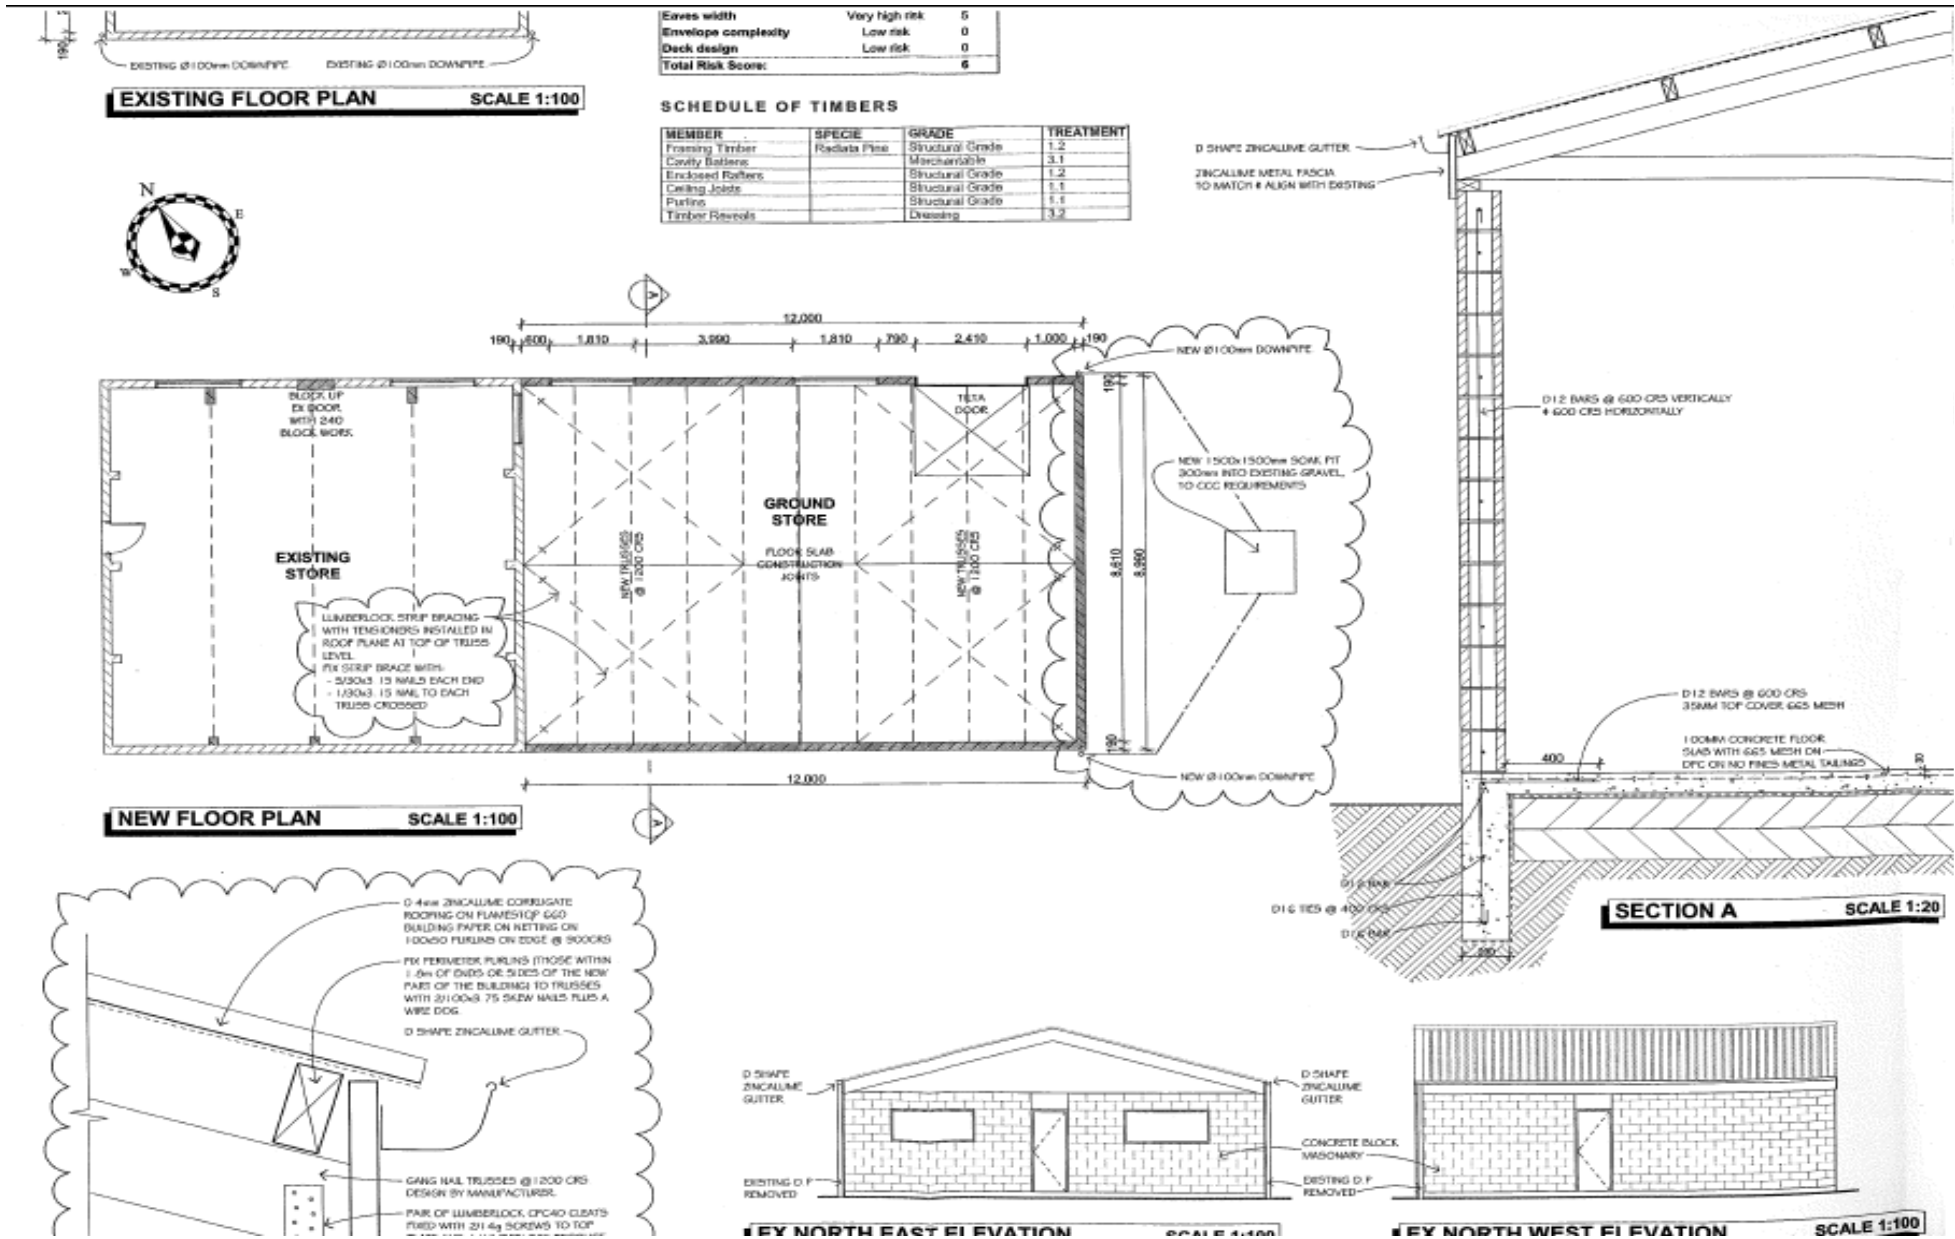 190
EXISTING Ø100mm DOWNPIPE
EXISTING Ø100mm DOWNPIPE
EXISTING FLOOR PLAN SCALE 1:100
Eaves width Very high risk 5
Envelope complexity Low risk 0
Deck design Low risk 0
Total Risk Score: 6
SCHEDULE OF TIMBERS
MEMBER SPECIE GRADE TREATMENT
Framing Timber Radiata Pine Structural Grade 1.2
Cavity Battens Merchantable 3.1
Enclosed Rafters Structural Grade 1.2
Ceiling Joists Structural Grade 1.1
Purlins Structural Grade 1.1
Timber Reveals Dressing 3.2
N
E
W
S
A
12,000
190 600 1,810 3,990 1,810 790 2,410 1,000 190
NEW Ø100mm DOWNPIPE
BLOCK UP
EX DOOR
WITH 240
BLOCK WORK
TILTA
DOOR
190
8,610
8,990
190
NEW 1500x1500mm SOAK PIT
300mm INTO EXISTING GRAVEL,
TO CCC REQUIREMENTS
GROUND
STORE
FLOOR SLAB
CONSTRUCTION
JOINTS
NEW TRUSSES
@ 1200 CRS
NEW TRUSSES
@ 1200 CRS
EXISTING
STORE
LUMBERLOCK STRIP BRACING
WITH TENSIONERS INSTALLED IN
ROOF PLANE AT TOP OF TRUSS
LEVEL
FIX STRIP BRACE WITH:
- 5/30x3.15 NAILS EACH END
- 1/30x3.15 NAIL TO EACH
TRUSS CROSSED
12,000
NEW Ø100mm DOWNPIPE
A
NEW FLOOR PLAN SCALE 1:100
D SHAPE ZINCALUME GUTTER
ZINCALUME METAL FASCIA
TO MATCH & ALIGN WITH EXISTING
D12 BARS @ 600 CRS VERTICALLY
& 600 CRS HORIZONTALLY
D12 BARS @ 600 CRS
35MM TOP COVER 665 MESH
100MM CONCRETE FLOOR
SLAB WITH 665 MESH ON
DPC ON NO FINES METAL TAILINGS
400
D12 BAR
D16 TIES @ 400 CRS
D16 BAR
SECTION A SCALE 1:20
0.4mm ZINCALUME CORRUGATE
ROOFING ON FLAMESTOP 660
BUILDING PAPER ON NETTING ON
100x50 PURLINS ON EDGE @ 900CRS
FIX PERIMETER PURLINS (THOSE WITHIN
1.8m OF ENDS OR SIDES OF THE NEW
PART OF THE BUILDING) TO TRUSSES
WITH 2/100x3.75 SKEW NAILS PLUS A
WIRE DOG.
D SHAPE ZINCALUME GUTTER
GANG NAIL TRUSSES @1200 CRS
DESIGN BY MANUFACTURER.
PAIR OF LUMBERLOCK CPC40 CLEATS
FIXED WITH 2/14g SCREWS TO TOP
D SHAPE
ZINCALUME
GUTTER
D SHAPE
ZINCALUME
GUTTER
CONCRETE BLOCK
MASONARY
EXISTING D.P
REMOVED
EXISTING D.P
REMOVED
EX NORTH EAST ELEVATION SCALE 1:100
EX NORTH WEST ELEVATION SCALE 1:100